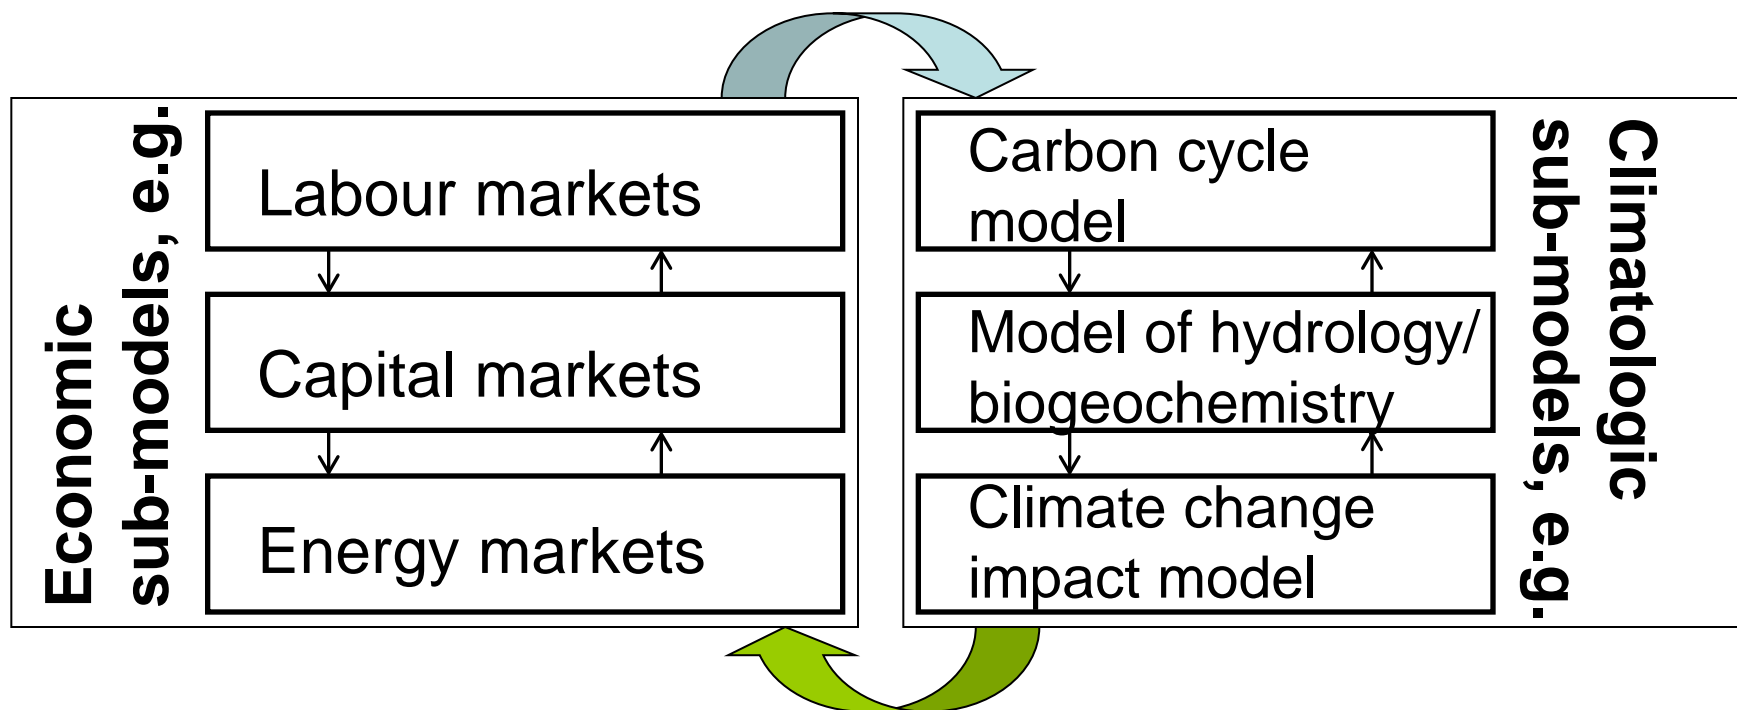 Economic
sub-models, e.g.
Labour markets
Capital markets
Energy markets
Carbon cycle
model
Model of hydrology/
biogeochemistry
Climate change
impact model
Climatologic
sub-models, e.g.